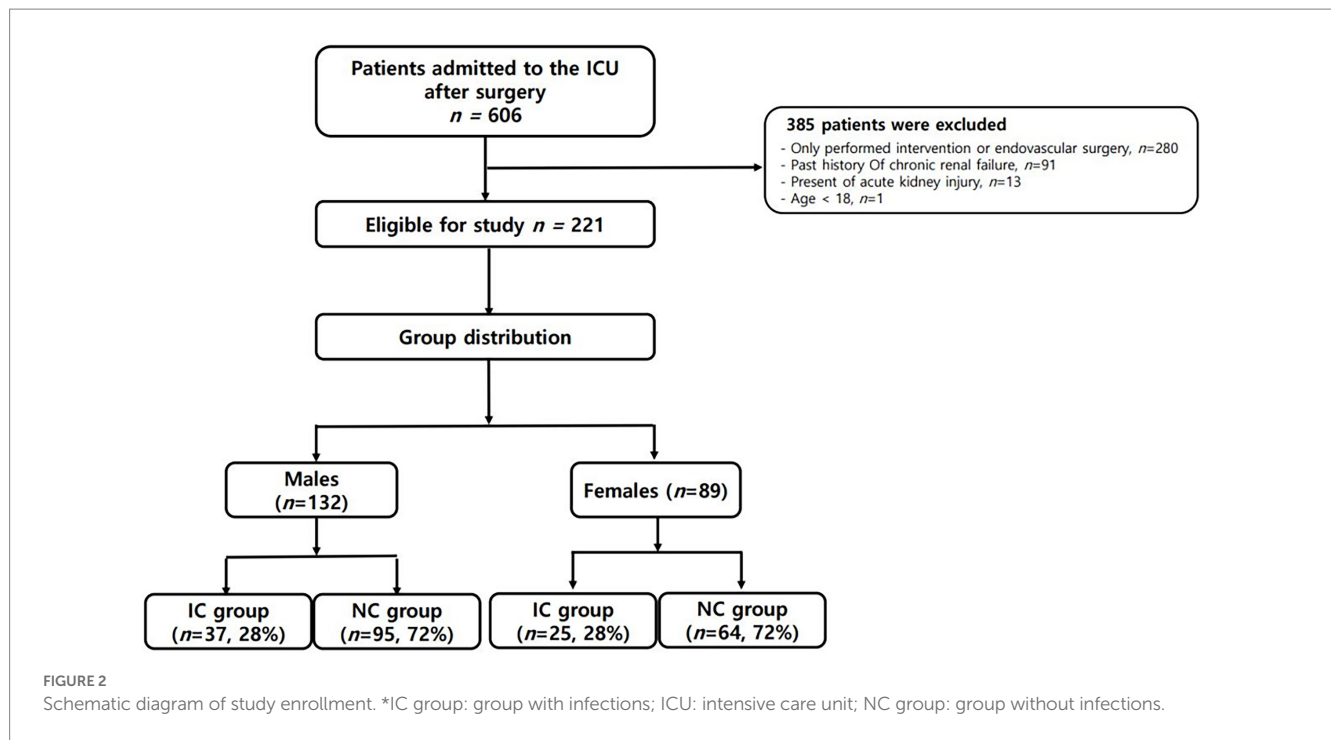 Patients admitted to the ICU
after surgery
n = 606
385 patients were excluded
- Only performed intervention or endovascular surgery, n=280
- Past history Of chronic renal failure, n=91
- Present of acute kidney injury, n=13
- Age < 18, n=1
Eligible for study n = 221
Group distribution
Males
(n=132)
Females (n=89)
IC group
(n=37, 28%)
NC group
(n=95, 72%)
IC group
(n=25, 28%)
NC group
(n=64, 72%)
FIGURE 2
Schematic diagram of study enrollment. *IC group: group with infections; ICU: intensive care unit; NC group: group without infections.